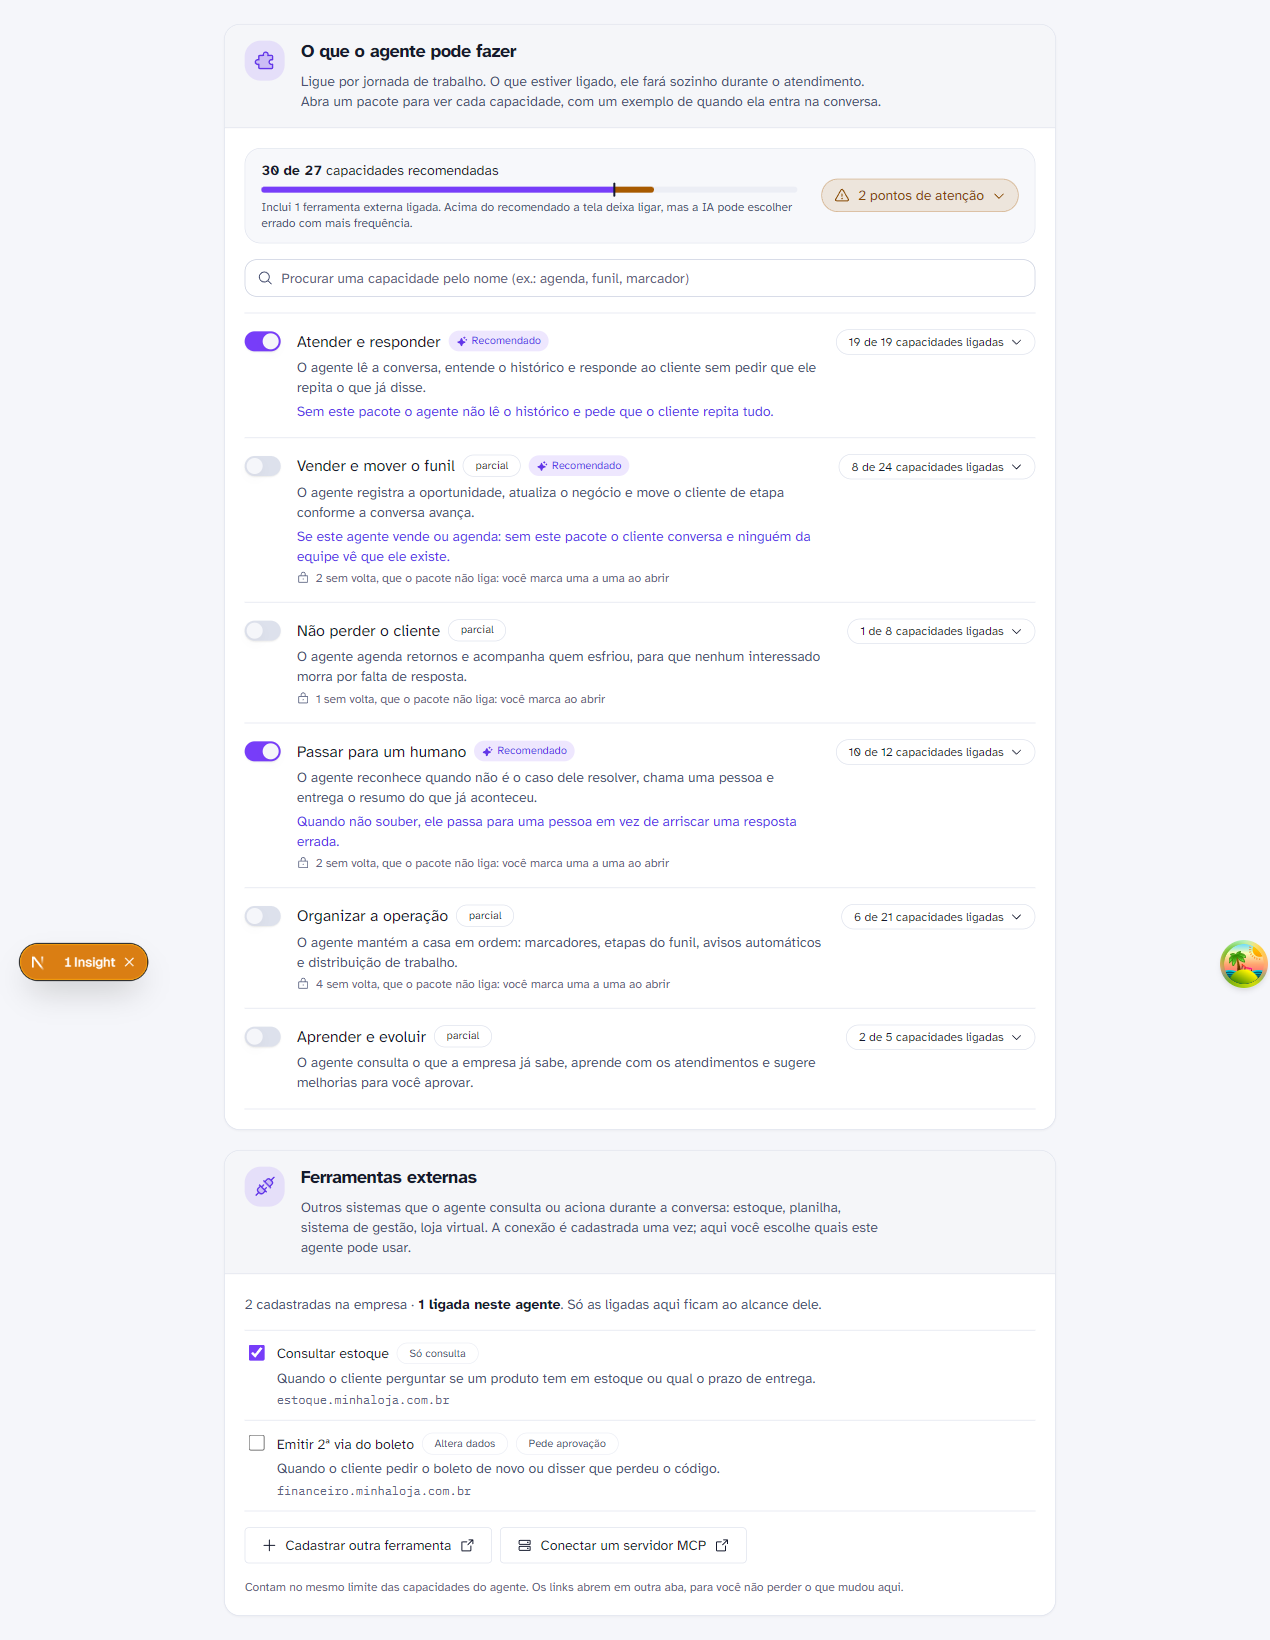 O que o agente pode fazer
Ligue por jornada de trabalho. O que estiver ligado, ele fará sozinho durante o atendimento.
Abra um pacote para ver cada capacidade, com um exemplo de quando ela entra na conversa.
30 de 27 capacidades recomendadas
Inclui 1 ferramenta externa ligada. Acima do recomendado a tela deixa ligar, mas a IA pode escolher
errado com mais frequência.
2 pontos de atenção
Procurar uma capacidade pelo nome (ex.: agenda, funil, marcador)
Atender e responder Recomendado 19 de 19 capacidades ligadas
O agente lê a conversa, entende o histórico e responde ao cliente sem pedir que ele
repita o que já disse.
Sem este pacote o agente não lê o histórico e pede que o cliente repita tudo.
Vender e mover o funil parcial Recomendado 8 de 24 capacidades ligadas
O agente registra a oportunidade, atualiza o negócio e move o cliente de etapa
conforme a conversa avança.
Se este agente vende ou agenda: sem este pacote o cliente conversa e ninguém da
equipe vê que ele existe.
2 sem volta, que o pacote não liga: você marca uma a uma ao abrir
Não perder o cliente parcial 1 de 8 capacidades ligadas
O agente agenda retornos e acompanha quem esfriou, para que nenhum interessado
morra por falta de resposta.
1 sem volta, que o pacote não liga: você marca ao abrir
Passar para um humano Recomendado 10 de 12 capacidades ligadas
O agente reconhece quando não é o caso dele resolver, chama uma pessoa e
entrega o resumo do que já aconteceu.
Quando não souber, ele passa para uma pessoa em vez de arriscar uma resposta
errada.
2 sem volta, que o pacote não liga: você marca uma a uma ao abrir
Organizar a operação parcial 6 de 21 capacidades ligadas
O agente mantém a casa em ordem: marcadores, etapas do funil, avisos automáticos
e distribuição de trabalho.
4 sem volta, que o pacote não liga: você marca uma a uma ao abrir
N 1 Insight
Aprender e evoluir parcial 2 de 5 capacidades ligadas
O agente consulta o que a empresa já sabe, aprende com os atendimentos e sugere
melhorias para você aprovar.
Ferramentas externas
Outros sistemas que o agente consulta ou aciona durante a conversa: estoque, planilha,
sistema de gestão, loja virtual. A conexão é cadastrada uma vez; aqui você escolhe quais este
agente pode usar.
2 cadastradas na empresa · 1 ligada neste agente. Só as ligadas aqui ficam ao alcance dele.
Consultar estoque Só consulta
Quando o cliente perguntar se um produto tem em estoque ou qual o prazo de entrega.
estoque.minhaloja.com.br
Emitir 2ª via do boleto Altera dados Pede aprovação
Quando o cliente pedir o boleto de novo ou disser que perdeu o código.
financeiro.minhaloja.com.br
Cadastrar outra ferramenta Conectar um servidor MCP
Contam no mesmo limite das capacidades do agente. Os links abrem em outra aba, para você não perder o que mudou aqui.